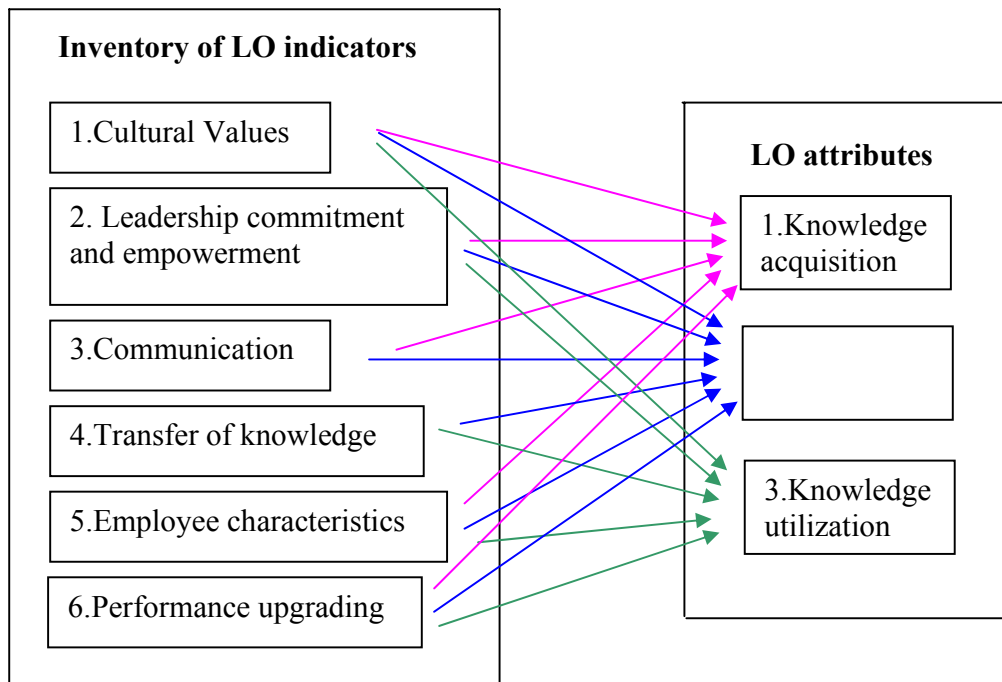 Inventory of LO indicators
1.Cultural Values
2. Leadership commitment
and empowerment
3.Communication
4.Transfer of knowledge
5.Employee characteristics
6.Performance upgrading
LO attributes
1.Knowledge
acquisition
3.Knowledge
utilization